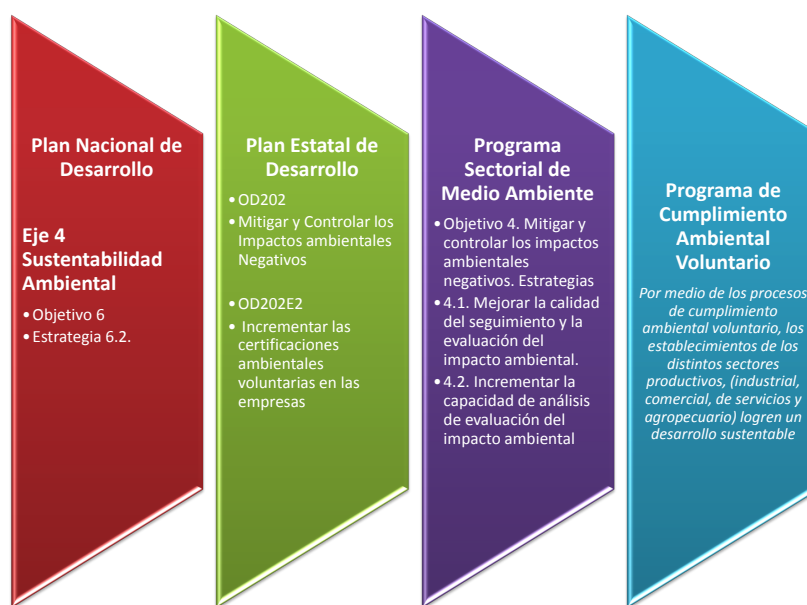 Plan Nacional de
Desarrollo
Eje 4
Sustentabilidad
Ambiental
• Objetivo 6
• Estrategia 6.2.
Plan Estatal de
Desarrollo
• OD202
• Mitigar y Controlar los
Impactos ambientales
Negativos
• OD202E2
• Incrementar las
certificaciones
ambientales
voluntarias en las
empresas
Programa
Sectorial de
Medio Ambiente
• Objetivo 4. Mitigar y
controlar los impactos
ambientales
negativos. Estrategias
• 4.1. Mejorar la calidad
del seguimiento y la
evaluación del
impacto ambiental.
• 4.2. Incrementar la
capacidad de análisis
de evaluación del
impacto ambiental
Programa de
Cumplimiento
Ambiental
Voluntario
Por medio de los procesos
de cumplimiento
ambiental voluntario, los
establecimientos de los
distintos sectores
productivos, (industrial,
comercial, de servicios y
agropecuario) logren un
desarrollo sustentable